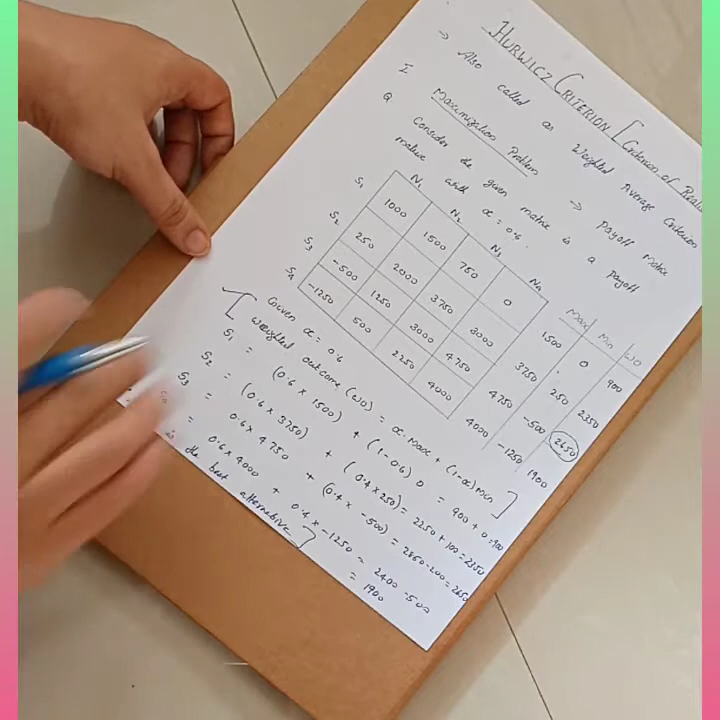 HURWICZ CRITERION [Criterion of Reali
→ Also called as Weighted Average Criterion
I Maximization Problem → Payoff Matrix
Q Consider the given matrix is a payoff
matrix with α = 0.6.
N1 N2 N3 N4 Max Min WO
S1 1000 1500 750 0 1500 0 900
S2 250 2000 3750 3000 3750 250 2350
S3 -500 1250 3000 4750 4750 -500 2650
S4 -1250 500 2250 4000 4000 -1250 1900
Given α = 0.6
[Weighted outcome (WO) = α. Max + (1-α) Min]
S1 = (0.6 x 1500) + (1-0.6) 0 = 900 + 0 = 900
S2 = (0.6 x 3750) + (0.4 x 250) = 2250 + 100 = 2350
S3 = 0.6 x 4750 + (0.4 x -500) = 2850-200 = 2650
= 0.6 x 4000 + 0.4 x -1250 = 2400 - 500
= 1900
is the best alternative]